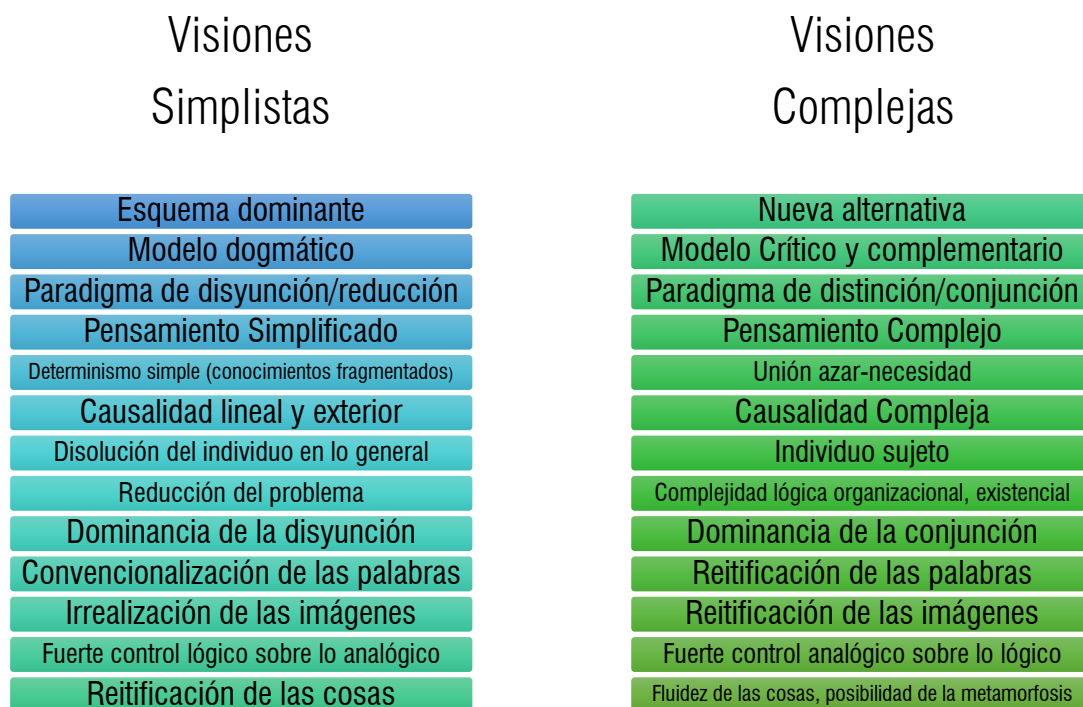 Visiones
Simplistas
Esquema dominante
Modelo dogmático
Paradigma de disyunción/reducción
Pensamiento Simplificado
Determinismo simple (conocimientos fragmentados)
Causalidad lineal y exterior
Disolución del individuo en lo general
Reducción del problema
Dominancia de la disyunción
Convencionalización de las palabras
Irrealización de las imágenes
Fuerte control lógico sobre lo analógico
Reitificación de las cosas
Visiones
Complejas
Nueva alternativa
Modelo Crítico y complementario
Paradigma de distinción/conjunción
Pensamiento Complejo
Unión azar-necesidad
Causalidad Compleja
Individuo sujeto
Complejidad lógica organizacional, existencial
Dominancia de la conjunción
Reitificación de las palabras
Reitificación de las imágenes
Fuerte control analógico sobre lo lógico
Fluidez de las cosas, posibilidad de la metamorfosis